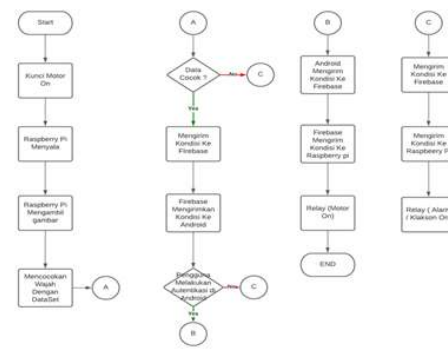 Start
Kunci Motor
On
Raspberry Pi
Menyala
Raspberry Pi
Mengambil
gambar
Mencocokan
Wajah
Dengan
DataSet
A
A
Data
Cocok ?
No
C
Yes
Mengirim
Kondisi Ke
Firebase
Firebase
Mengirimkan
Kondisi Ke
Android
Pengguna
Melakukan
Autentikasi di
Android
No
C
Yes
B
B
Android
Mengirim
Kondisi Ke
Firebase
Firebase
Mengirim
Kondisi Ke
Raspberry pi
Relay (Motor
On)
END
C
Mengirim
Kondisi Ke
Firebase
Mengirim
Kondisi Ke
Raspberry P
Relay ( Alarm
/ Klakson On